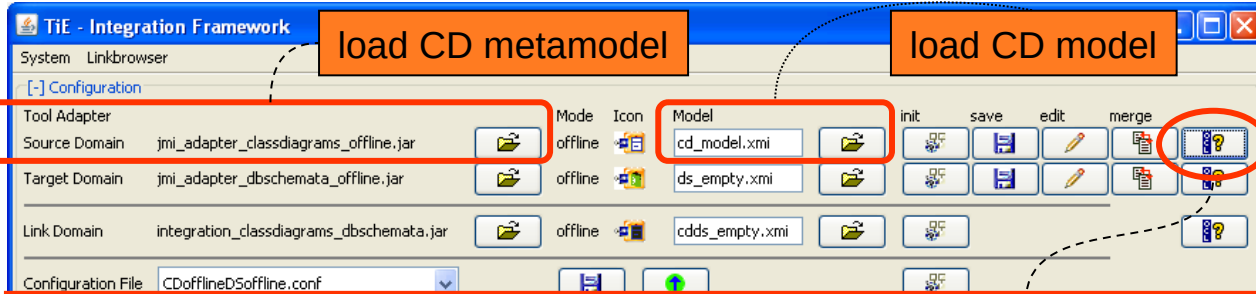 TiE - Integration Framework
load CD metamodel
load CD model
System Linkbrowser
[-] Configuration
Tool Adapter Mode Icon Model init save edit merge
Source Domain jmi_adapter_classdiagrams_offline.jar offline cd_model.xmi
Target Domain jmi_adapter_dbschemata_offline.jar offline ds_empty.xmi
Link Domain integration_classdiagrams_dbschemata.jar offline cdds_empty.xmi
Configuration File CDofflineDSoffline.conf